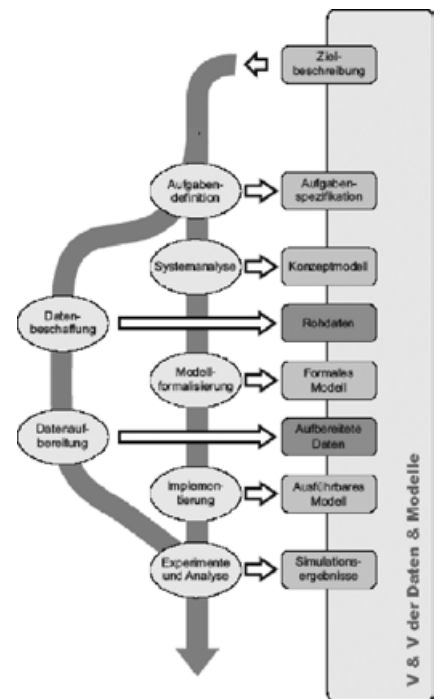 Ziel-
beschreibung
Aufgaben-
definition
Aufgaben-
spezifikation
Systemanalyse
Konzeptmodell
Daten-
beschaffung
Rohdaten
Modell-
formalisierung
Formales
Modell
Datenauf-
bereitung
Aufbereitete
Daten
Implemen-
tierung
Ausführbares
Modell
Experimente
und Analyse
Simulations-
ergebnisse
V & V der Daten & Modelle